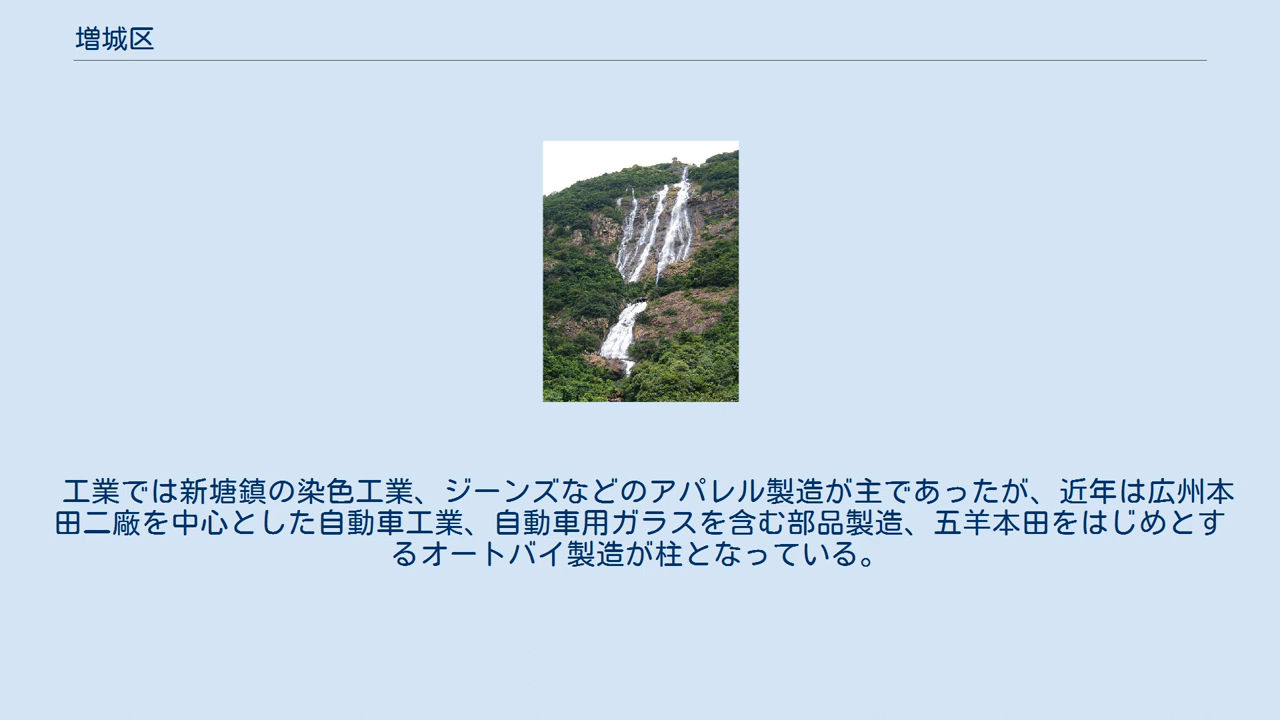 増城区
工業では新塘鎮の染色工業、ジーンズなどのアパレル製造が主であったが、近年は広州本
田二廠を中心とした自動車工業、自動車用ガラスを含む部品製造、五羊本田をはじめとす
るオートバイ製造が柱となっている。